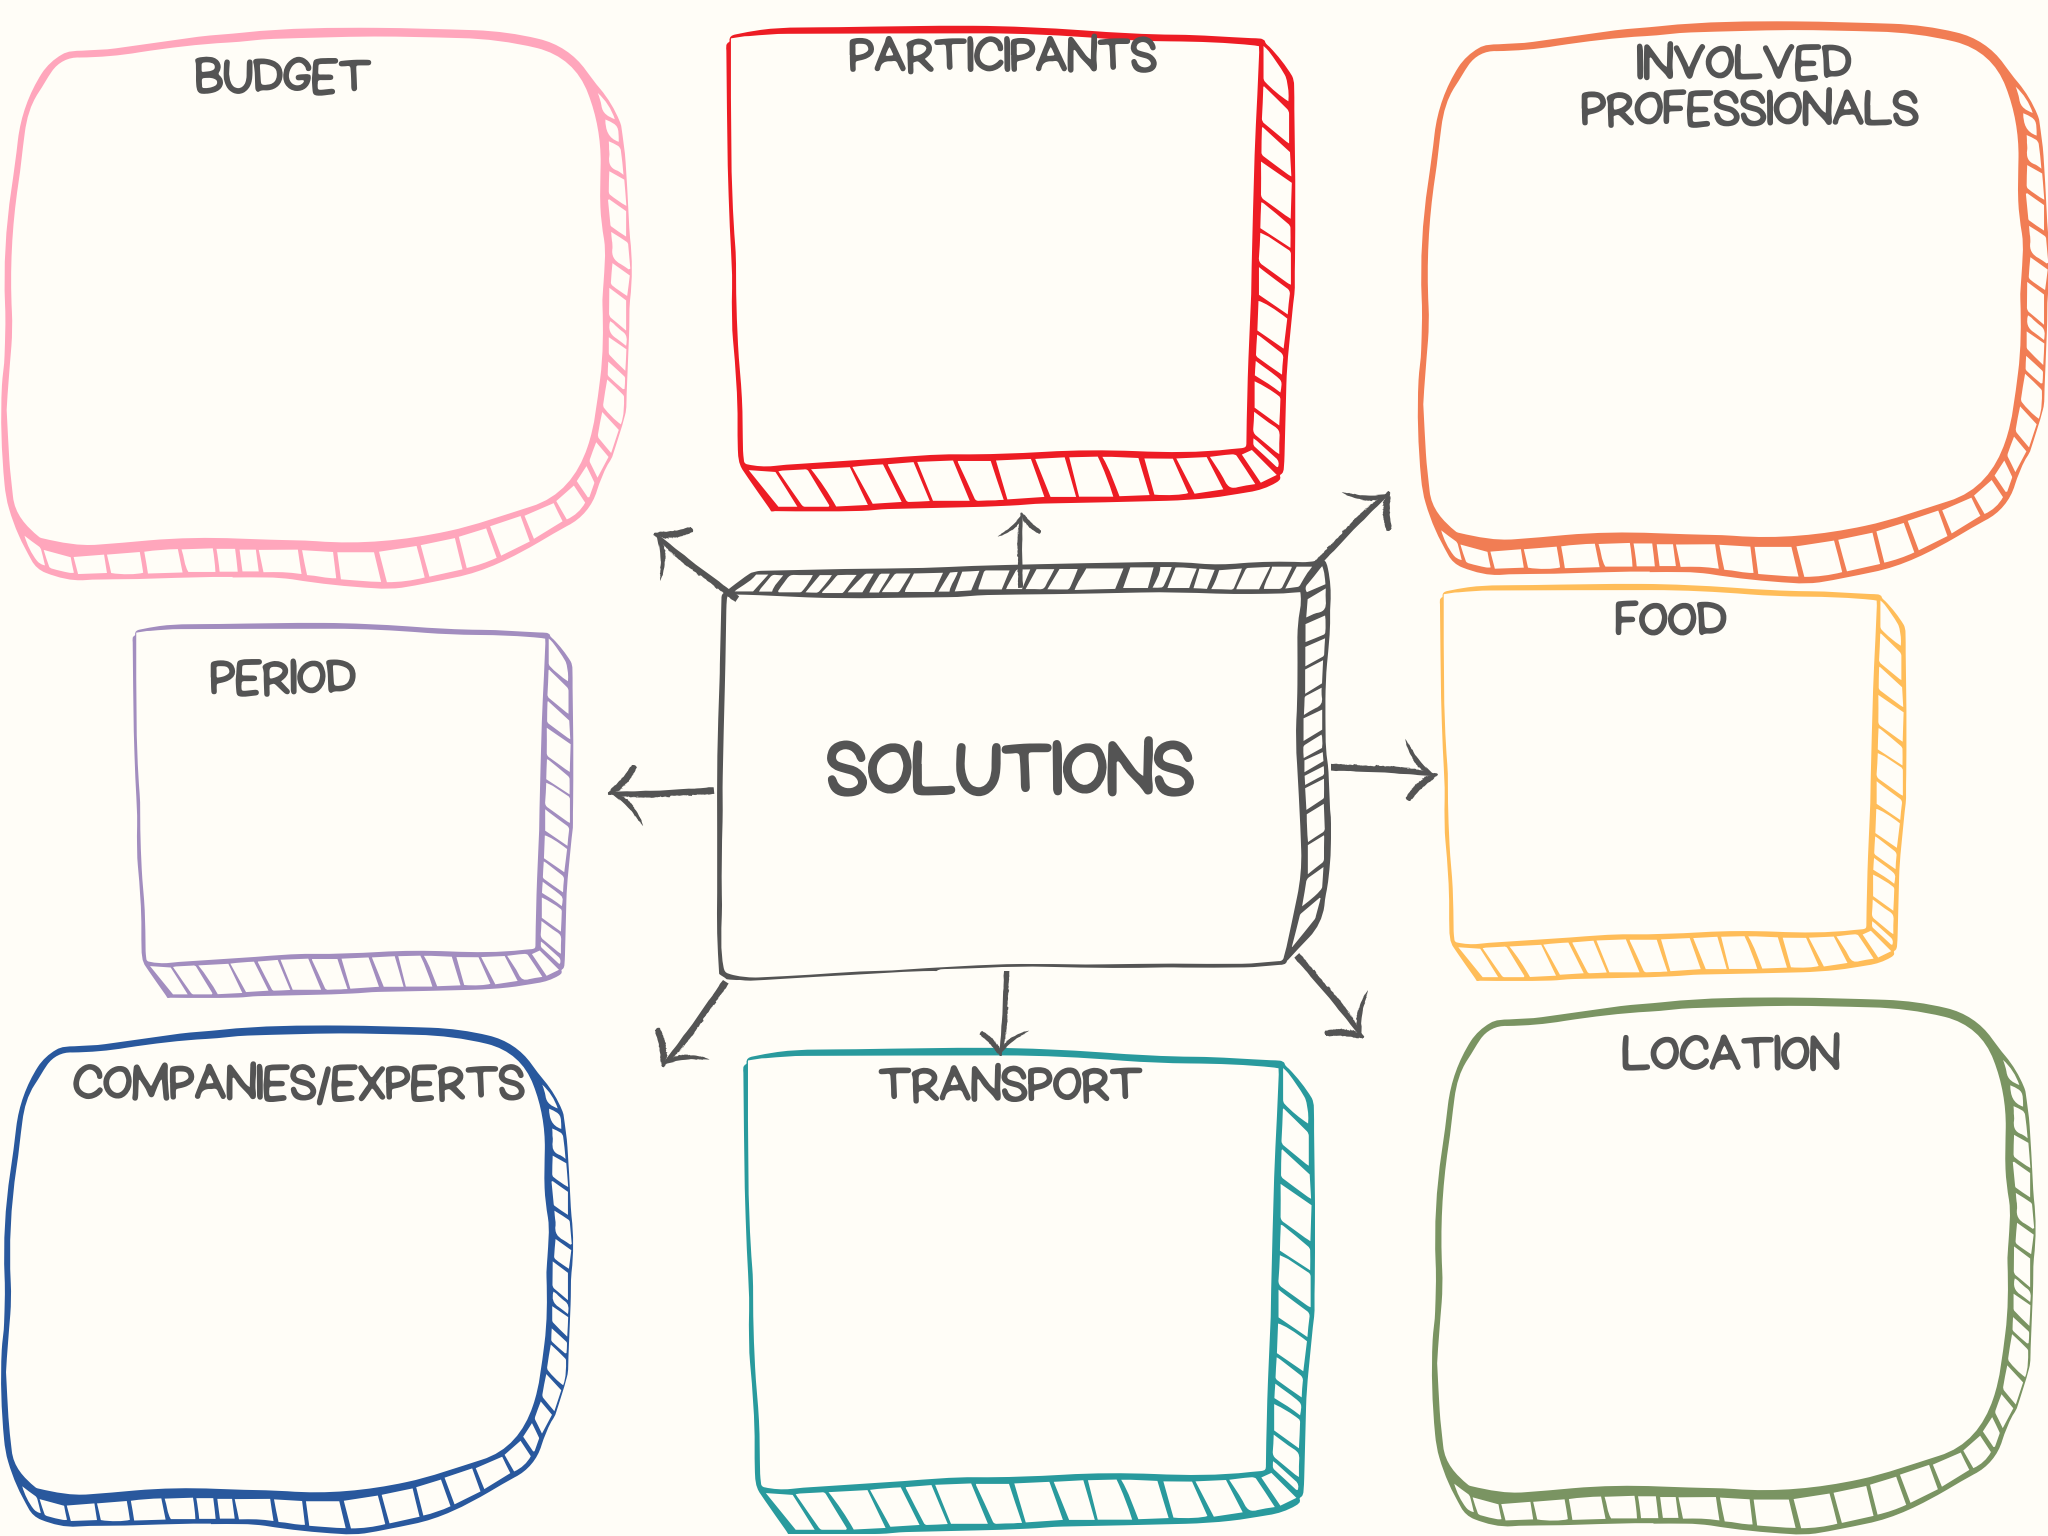 BUDGET
PARTICIPANTS
INVOLVED
PROFESSIONALS
PERIOD
SOLUTIONS
FOOD
COMPANIES/EXPERTS
TRANSPORT
LOCATION